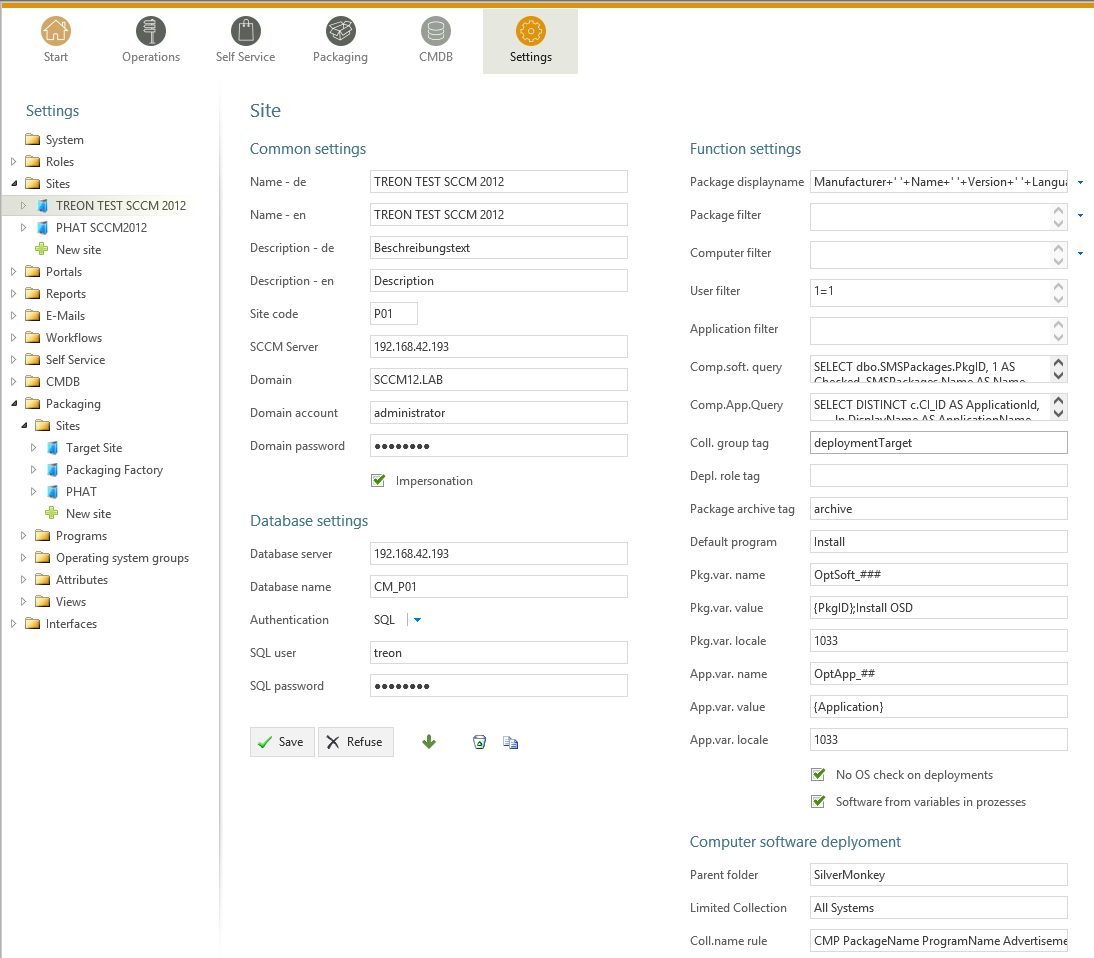 Start
Operations
Self Service
Packaging
CMDB
Settings
Settings
System
Roles
Sites
TREON TEST SCCM 2012
PHAT SCCM2012
New site
Portals
Reports
E-Mails
Workflows
Self Service
CMDB
Packaging
Sites
Target Site
Packaging Factory
PHAT
New site
Programs
Operating system groups
Attributes
Views
Interfaces
Site
Common settings
Name - de TREON TEST SCCM 2012
Name - en TREON TEST SCCM 2012
Description - de Beschreibungstext
Description - en Description
Site code P01
SCCM Server 192.168.42.193
Domain SCCM12.LAB
Domain account administrator
Domain password ●●●●●●●●
Impersonation
Database settings
Database server 192.168.42.193
Database name CM_P01
Authentication SQL
SQL user treon
SQL password ●●●●●●●●
Save Refuse
Function settings
Package displayname Manufacturer+' '+Name+' '+Version+' '+Langua
Package filter
Computer filter
User filter 1=1
Application filter
Comp.soft. query SELECT dbo.SMSPackages.PkgID, 1 AS
Checked, SMSPackages.Name AS Name
Comp.App.Query SELECT DISTINCT c.CI_ID AS ApplicationId,
lp.DisplayName AS ApplicationName
Coll. group tag deploymentTarget
Depl. role tag
Package archive tag archive
Default program Install
Pkg.var. name OptSoft_###
Pkg.var. value {PkgID};Install OSD
Pkg.var. locale 1033
App.var. name OptApp_##
App.var. value {Application}
App.var. locale 1033
No OS check on deployments
Software from variables in prozesses
Computer software deplyoment
Parent folder SilverMonkey
Limited Collection All Systems
Coll.name rule CMP PackageName ProgramName Advertiseme